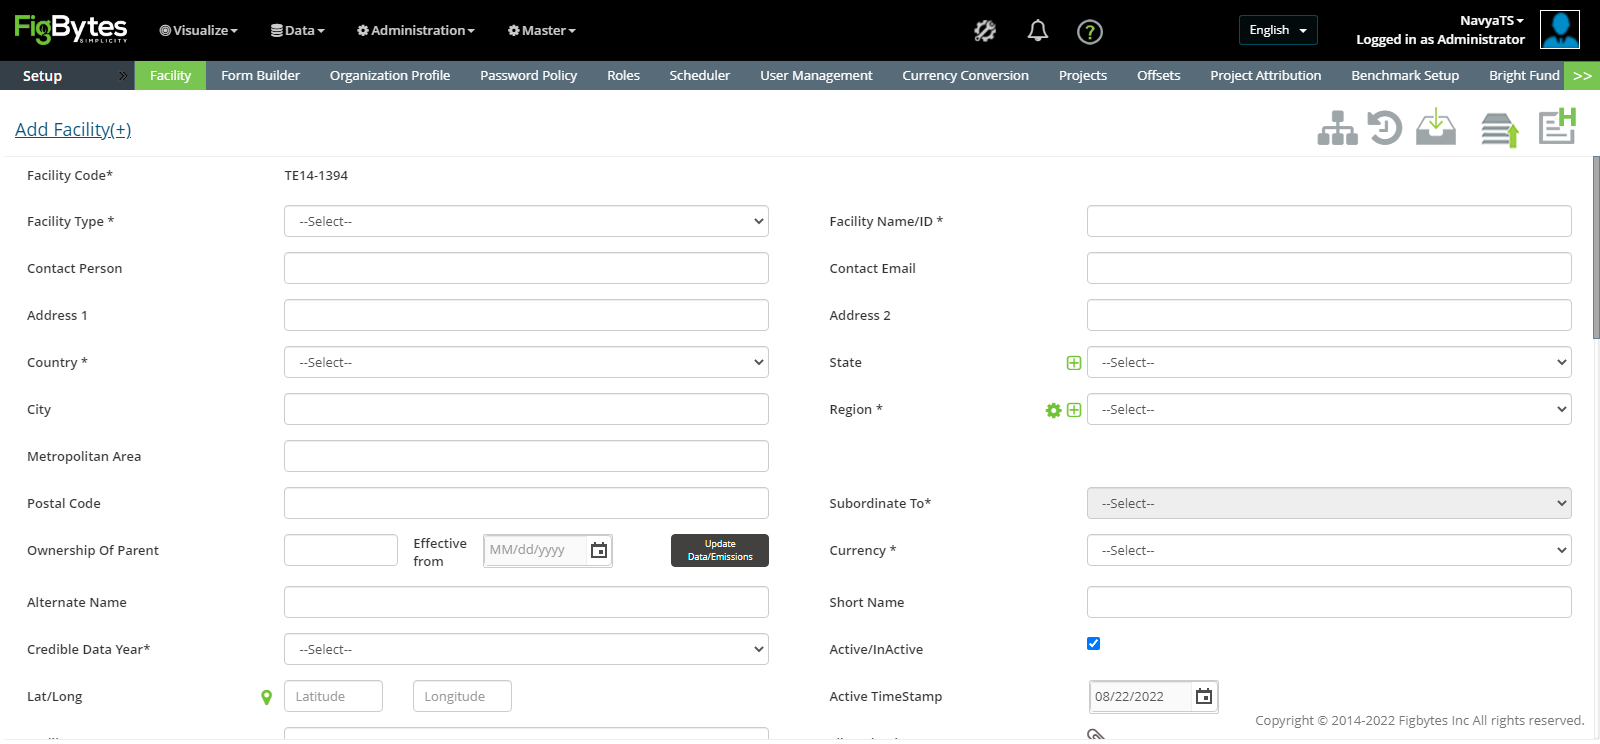 FigBytes
SIMPLICITY
Visualize
Data
Administration
Master
?
English
NavyaTS
Logged in as Administrator
Setup
Facility
Form Builder
Organization Profile
Password Policy
Roles
Scheduler
User Management
Currency Conversion
Projects
Offsets
Project Attribution
Benchmark Setup
Bright Fund
>>
Add Facility(+)
H
Facility Code*
TE14-1394
Facility Type *
--Select--
Facility Name/ID *
Contact Person
Contact Email
Address 1
Address 2
Country *
--Select--
State
--Select--
City
Region *
--Select--
Metropolitan Area
Postal Code
Subordinate To*
--Select--
Ownership Of Parent
Effective
from
MM/dd/yyyy
Update
Data/Emissions
Currency *
--Select--
Alternate Name
Short Name
Credible Data Year*
--Select--
Active/InActive
Lat/Long
Latitude
Longitude
Active TimeStamp
08/22/2022
Copyright © 2014-2022 Figbytes Inc All rights reserved.